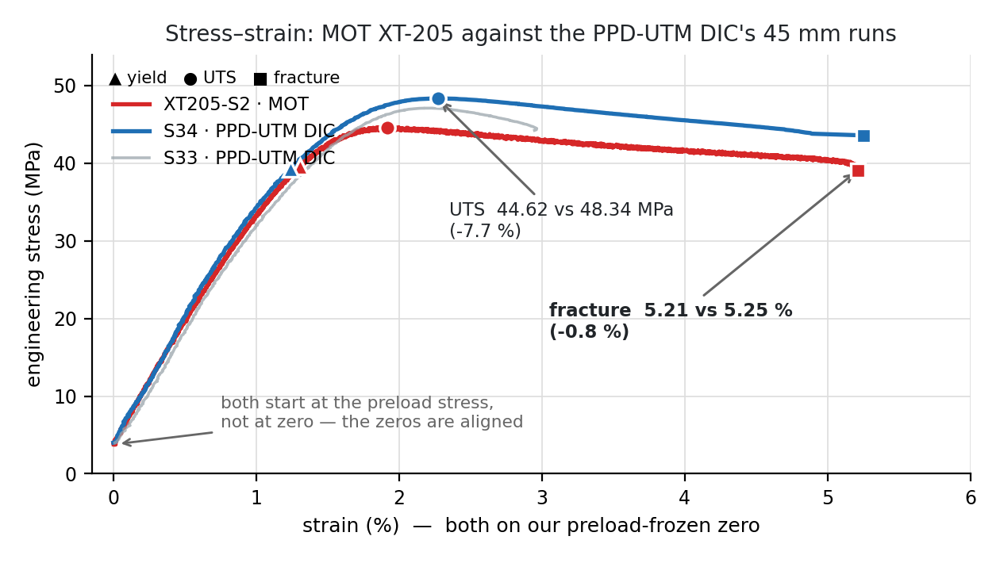 Stress–strain: MOT XT-205 against the PPD-UTM DIC's 45 mm runs
▲ yield ● UTS ■ fracture
XT205-S2 · MOT
S34 · PPD-UTM DIC
S33 · PPD-UTM DIC
engineering stress (MPa)
50
40
30
20
10
0
UTS 44.62 vs 48.34 MPa
(-7.7 %)
fracture 5.21 vs 5.25 %
(-0.8 %)
both start at the preload stress,
not at zero — the zeros are aligned
0 1 2 3 4 5 6
strain (%) — both on our preload-frozen zero